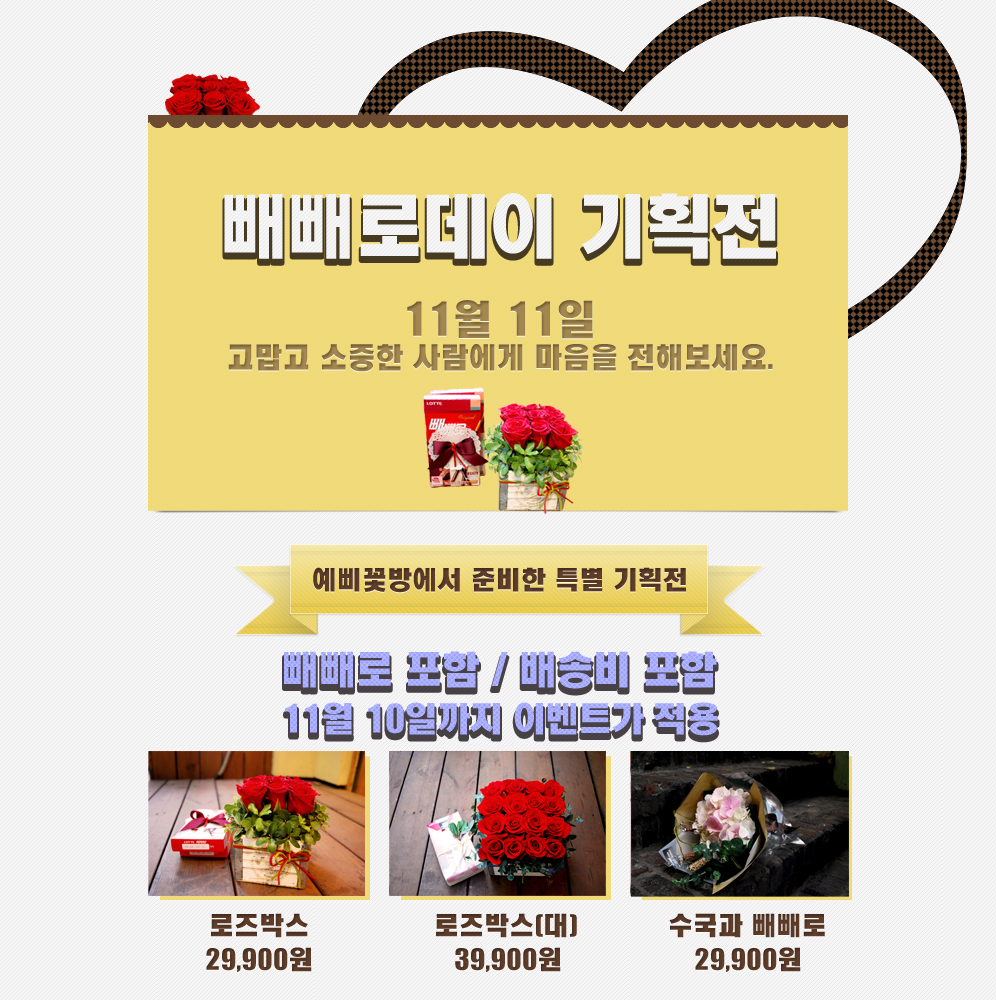 빼빼로데이 기획전
11월 11일
고맙고 소중한 사람에게 마음을 전해보세요.
LOTTE
빼빼로
예삐꽃방에서 준비한 특별 기획전
빼빼로 포함 / 배송비 포함
11월 10일까지 이벤트가 적용
로즈박스
29,900원
로즈박스(대)
39,900원
수국과 빼빼로
29,900원